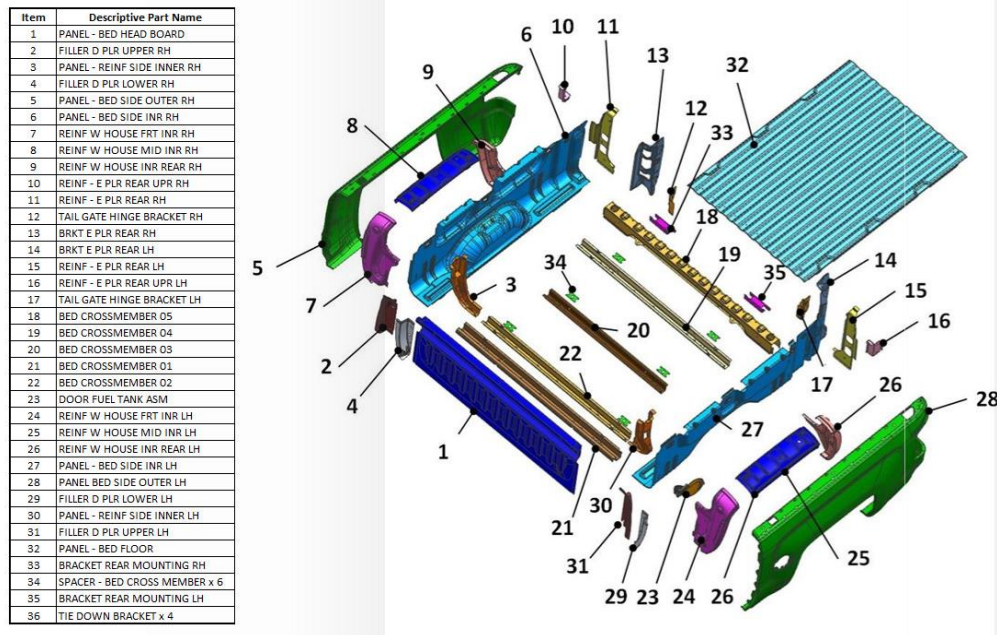 Item Descriptive Part Name
1 PANEL - BED HEAD BOARD
2 FILLER D PLR UPPER RH
3 PANEL - REINF SIDE INNER RH
4 FILLER D PLR LOWER RH
5 PANEL - BED SIDE OUTER RH
6 PANEL - BED SIDE INR RH
7 REINF W HOUSE FRT INR RH
8 REINF W HOUSE MID INR RH
9 REINF W HOUSE INR REAR RH
10 REINF - E PLR REAR UPR RH
11 REINF - E PLR REAR RH
12 TAIL GATE HINGE BRACKET RH
13 BRKT E PLR REAR RH
14 BRKT E PLR REAR LH
15 REINF - E PLR REAR LH
16 REINF - E PLR REAR UPR LH
17 TAIL GATE HINGE BRACKET LH
18 BED CROSSMEMBER 05
19 BED CROSSMEMBER 04
20 BED CROSSMEMBER 03
21 BED CROSSMEMBER 01
22 BED CROSSMEMBER 02
23 DOOR FUEL TANK ASM
24 REINF W HOUSE FRT INR LH
25 REINF W HOUSE MID INR LH
26 REINF W HOUSE INR REAR LH
27 PANEL - BED SIDE INR LH
28 PANEL BED SIDE OUTER LH
29 FILLER D PLR LOWER LH
30 PANEL - REINF SIDE INNER LH
31 FILLER D PLR UPPER LH
32 PANEL - BED FLOOR
33 BRACKET REAR MOUNTING RH
34 SPACER - BED CROSS MEMBER x 6
35 BRACKET REAR MOUNTING LH
36 TIE DOWN BRACKET x 4
10
11
6
13
32
9
12
33
8
18
5
7
3
34
19
35
14
15
16
2
4
20
22
17
26
28
1
27
21
30
25
31
29
23
24
26